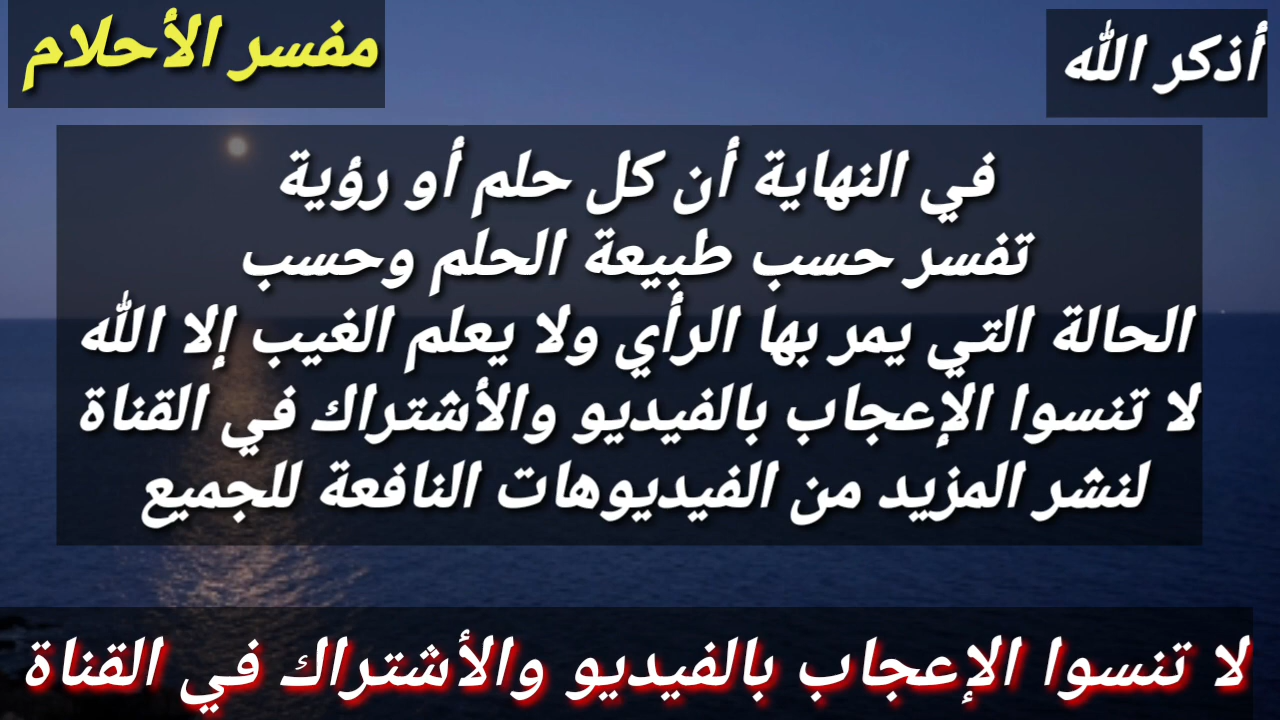 أذكر الله
مفسر الأحلام
في النهاية أن كل حلم أو رؤية
تفسر حسب طبيعة الحلم وحسب
الحالة التي يمر بها الرأي ولا يعلم الغيب إلا الله
لا تنسوا الإعجاب بالفيديو والأشتراك في القناة
لنشر المزيد من الفيديوهات النافعة للجميع
لا تنسوا الإعجاب بالفيديو والأشتراك في القناة